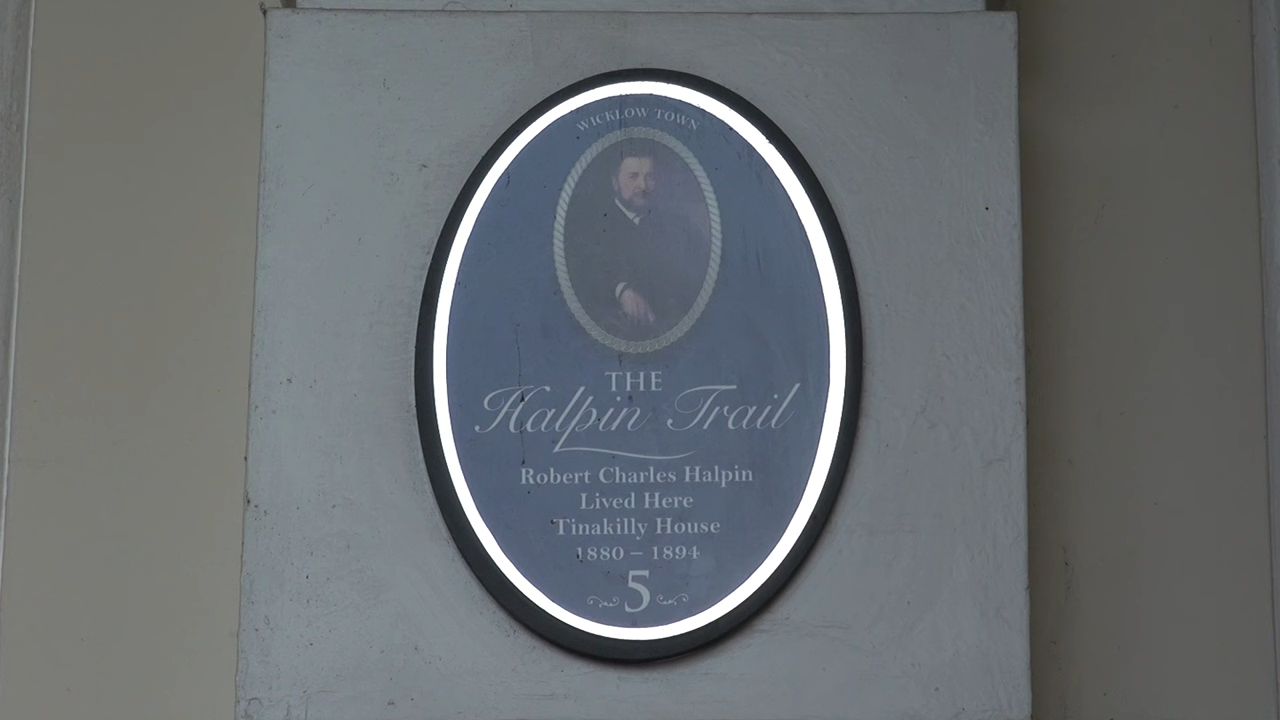 WICKLOW TOWN
THE
Halpin Trail
Robert Charles Halpin
Lived Here
Tinakilly House
1880 – 1894
5